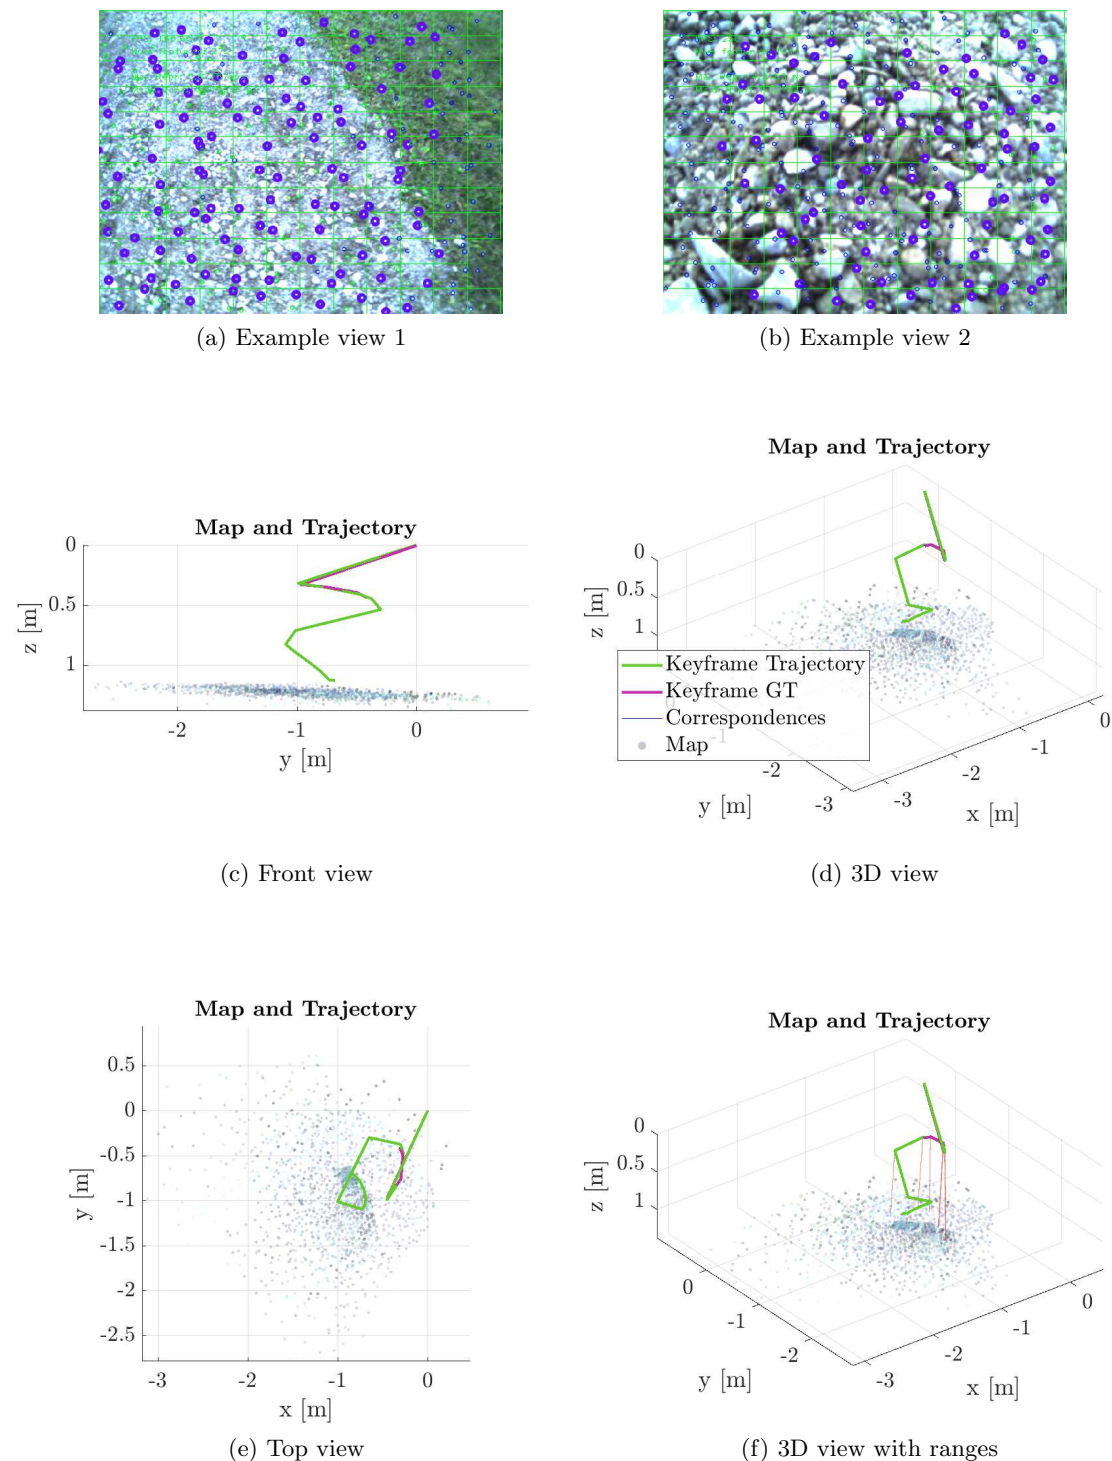 (a) Example view 1
(b) Example view 2
Map and Trajectory
0
0.5
1
z [m]
-2
-1
0
y [m]
(c) Front view
Map and Trajectory
0
0.5
1
z [m]
Keyframe Trajectory
Keyframe GT
Correspondences
Map
0
-1
-2
-3
y [m]
-3
-2
-1
0
x [m]
(d) 3D view
Map and Trajectory
0.5
0
-0.5
-1
-1.5
-2
-2.5
y [m]
-3
-2
-1
0
x [m]
(e) Top view
Map and Trajectory
0
0.5
1
z [m]
0
-1
-2
y [m]
-3
-2
-1
0
x [m]
(f) 3D view with ranges